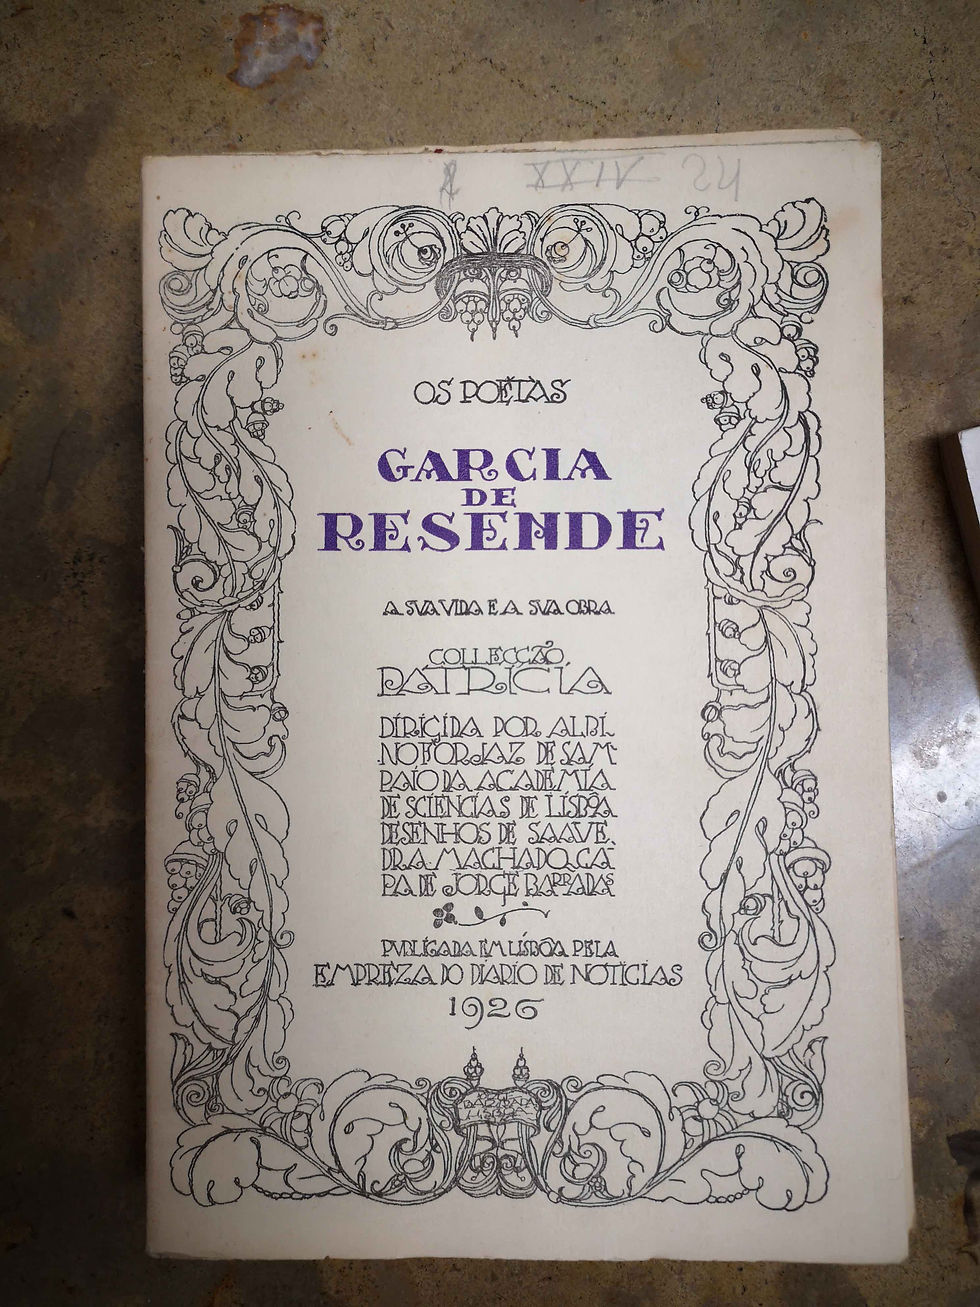 XXIV 24
OS POETAS
GARCIA
DE
RESENDE
A SUA VIDA E A SUA OBRA
COLLECÇÃO
PATRICIA
DIRIGIDA POR ALBI
NO FORJAZ DE SAM-
PAIO DA ACADEMIA
DE SCIENCIAS DE LISBÔA
DESENHOS DE SAAVE.
DRA MACHADO. CA-
PA DE JORGE BARRADAS
PUBLICADA EM LISBÔA PELA
EMPREZA DO DIARIO DE NOTICIAS
1926